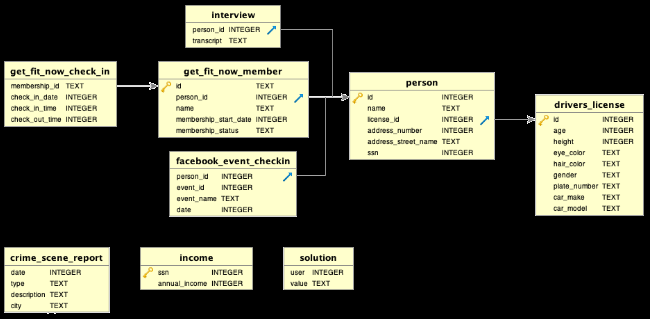 interview
person_id INTEGER
transcript TEXT
get_fit_now_check_in
membership_id TEXT
check_in_date INTEGER
check_in_time INTEGER
check_out_time INTEGER
get_fit_now_member
id TEXT
person_id INTEGER
name TEXT
membership_start_date INTEGER
membership_status TEXT
person
id INTEGER
name TEXT
license_id INTEGER
address_number INTEGER
address_street_name TEXT
ssn INTEGER
drivers_license
id INTEGER
age INTEGER
height INTEGER
eye_color TEXT
hair_color TEXT
gender TEXT
plate_number TEXT
car_make TEXT
car_model TEXT
facebook_event_checkin
person_id INTEGER
event_id INTEGER
event_name TEXT
date INTEGER
crime_scene_report
date INTEGER
type TEXT
description TEXT
city TEXT
income
ssn INTEGER
annual_income INTEGER
solution
user INTEGER
value TEXT